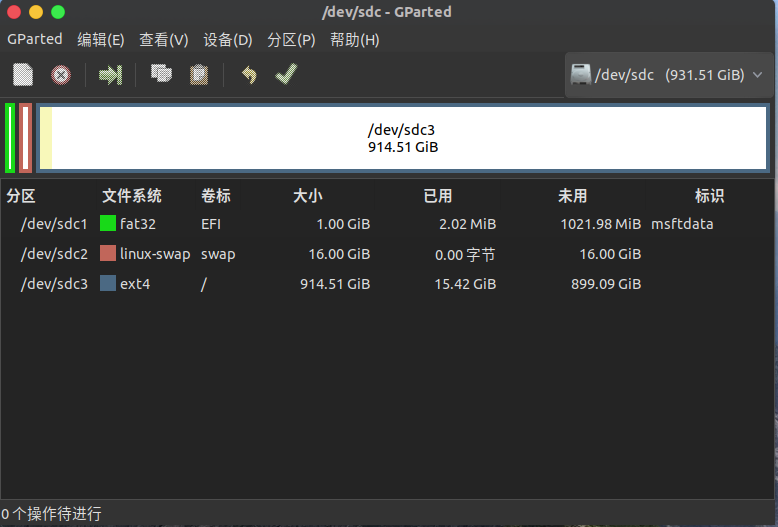 /dev/sdc - GParted
GParted 编辑(E) 查看(V) 设备(D) 分区(P) 帮助(H)
/dev/sdc (931.51 GiB)
/dev/sdc3
914.51 GiB
分区 文件系统 卷标 大小 已用 未用 标识
/dev/sdc1 fat32 EFI 1.00 GiB 2.02 MiB 1021.98 MiB msftdata
/dev/sdc2 linux-swap swap 16.00 GiB 0.00 字节 16.00 GiB
/dev/sdc3 ext4 / 914.51 GiB 15.42 GiB 899.09 GiB
0 个操作待进行